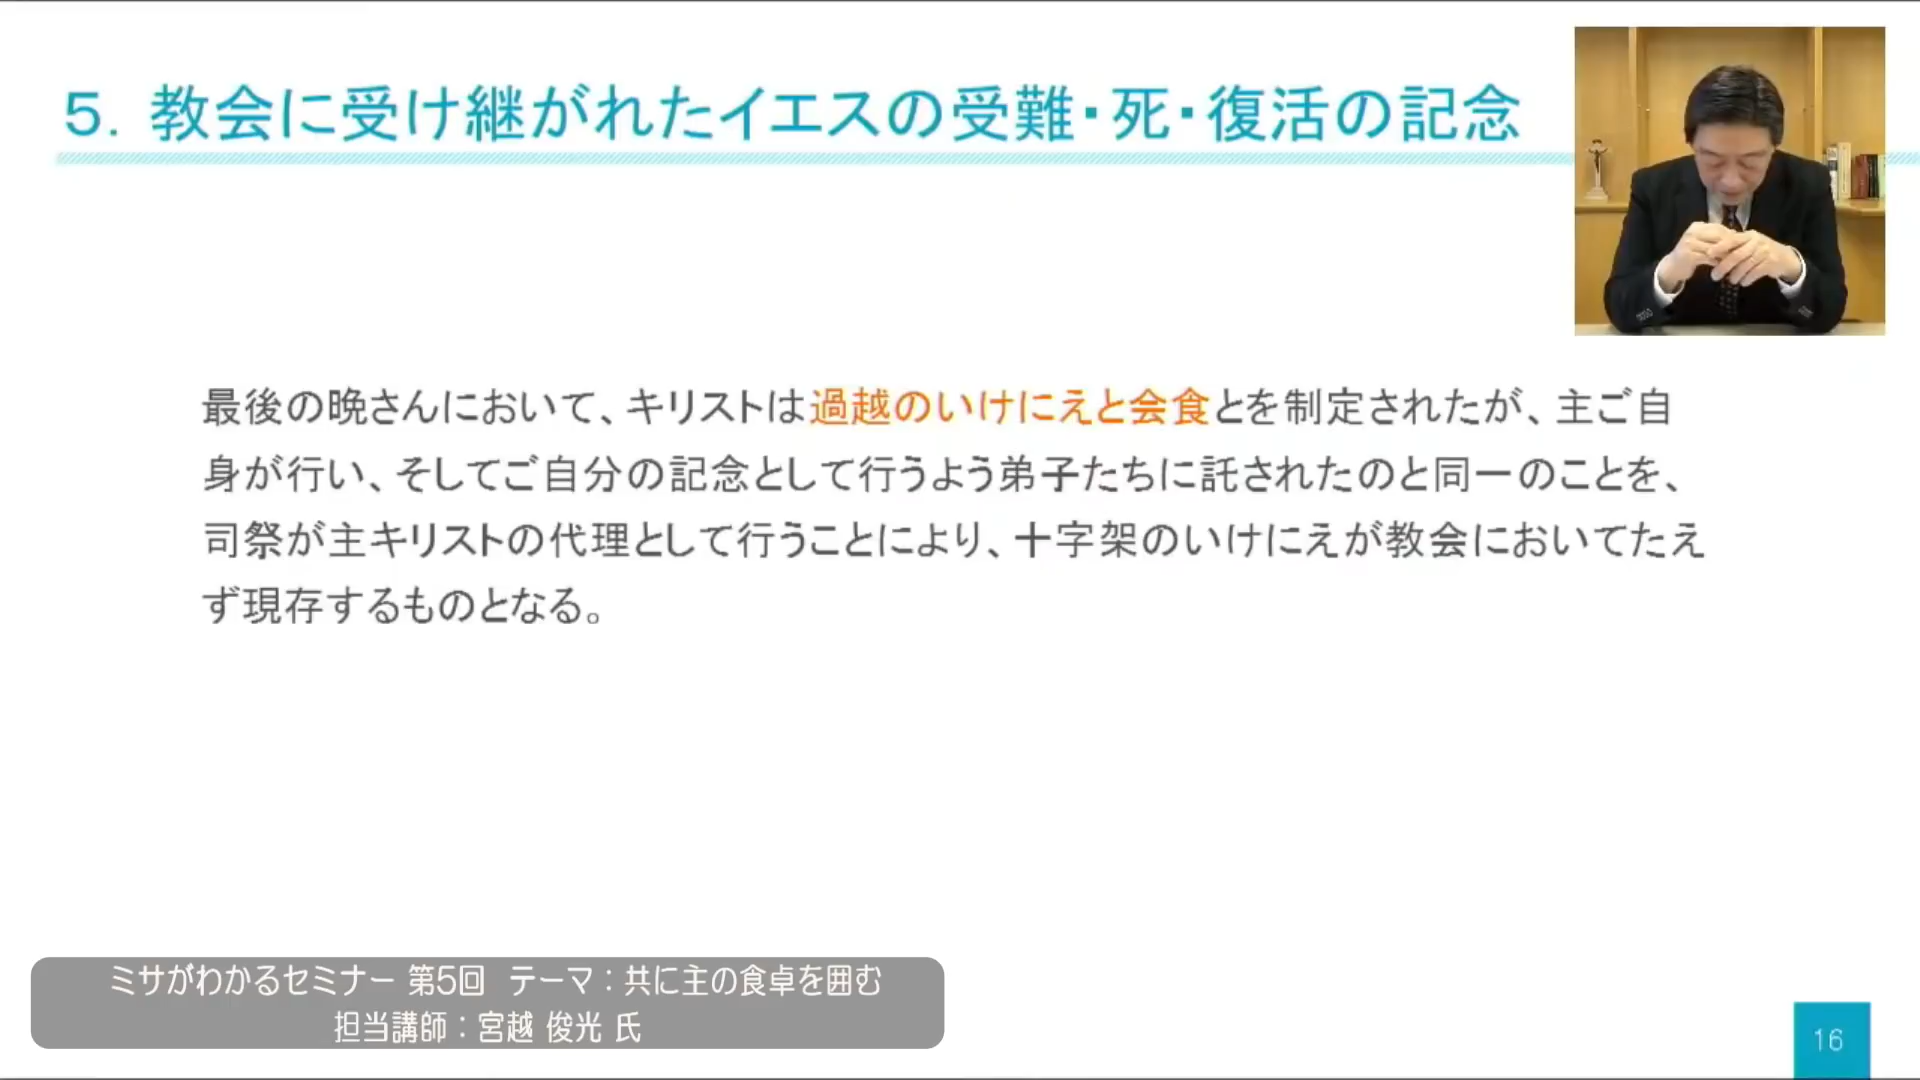 5．教会に受け継がれたイエスの受難・死・復活の記念
最後の晩さんにおいて、キリストは過越のいけにえと会食とを制定されたが、主ご自
身が行い、そしてご自分の記念として行うよう弟子たちに託されたのと同一のことを、
司祭が主キリストの代理として行うことにより、十字架のいけにえが教会においてたえ
ず現存するものとなる。
ミサがわかるセミナー 第5回 テーマ：共に主の食卓を囲む
担当講師：宮越 俊光 氏
16